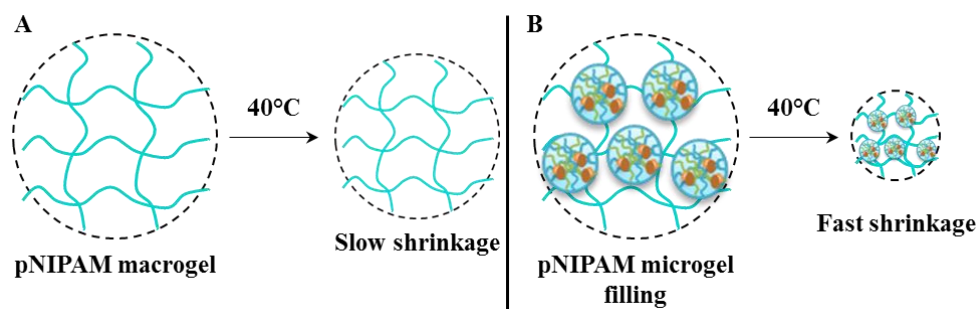 A
40°C
Slow shrinkage
pNIPAM macrogel
B
40°C
Fast shrinkage
pNIPAM microgel
filling